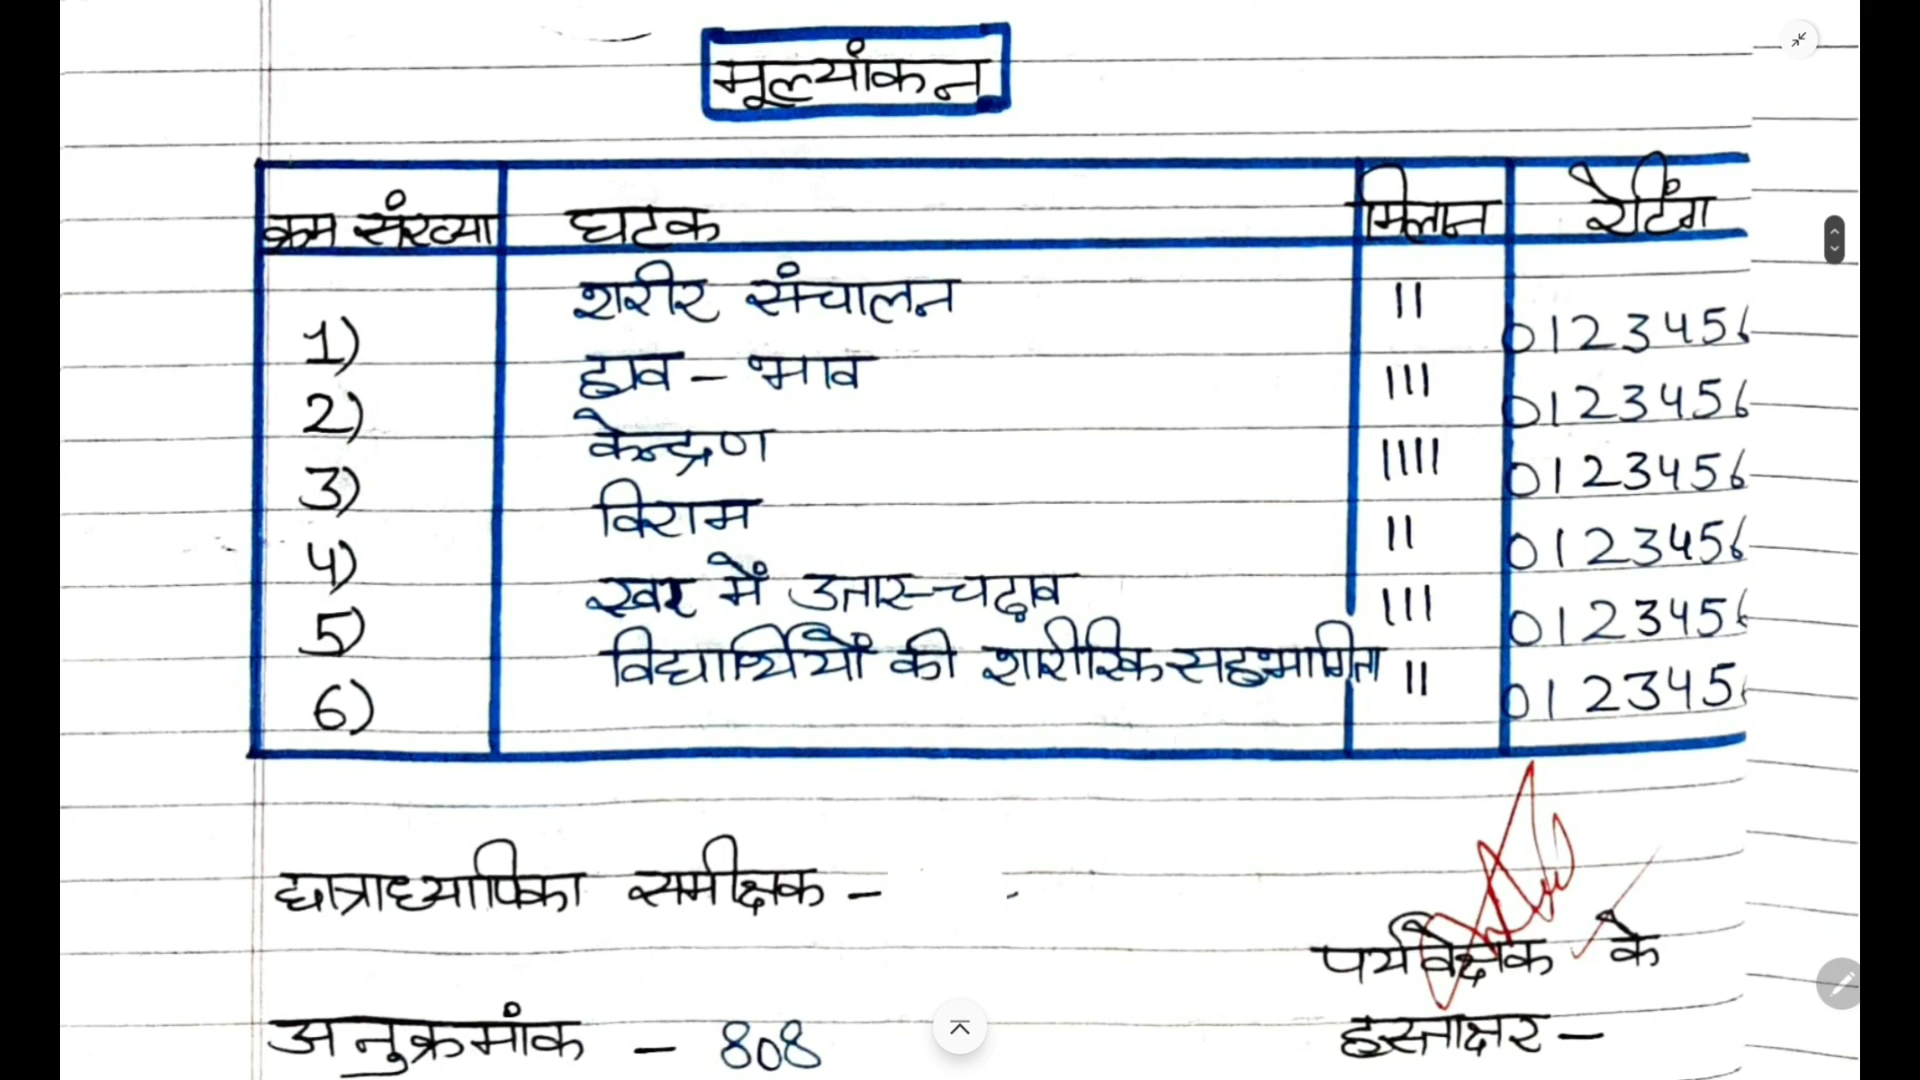 मूल्यांकन
क्रम संख्या घटक मिलान रेटिंग
1) शरीर संचालन II 0123456
2) हाव - भाव III 0123456
3) केन्द्रण IIII 0123456
4) विराम II 0123456
5) स्वर में उतार-चढ़ाव III 0123456
6) विद्यार्थियों की शारीरिक सहभागिता II 012345
छात्राध्यापिका समीक्षक -
पर्यवेक्षक के
अनुक्रमांक - 808 हस्ताक्षर -